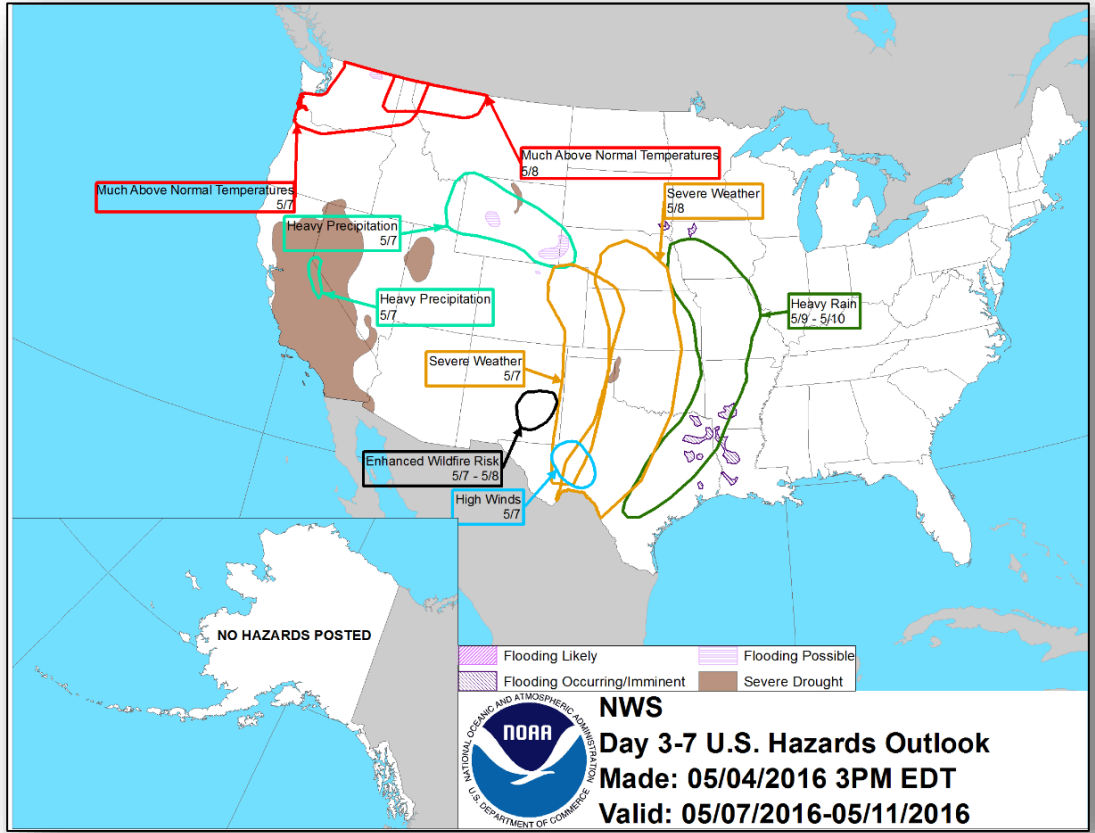 Much Above Normal Temperatures
5/8
Much Above Normal Temperatures
5/7
Severe Weather
5/8
Heavy Precipitation
5/7
Heavy Precipitation
5/7
Heavy Rain
5/9 - 5/10
Severe Weather
5/7
Enhanced Wildfire Risk
5/7 - 5/8
High Winds
5/7
NO HAZARDS POSTED
Flooding Likely
Flooding Possible
Flooding Occurring/Imminent
Severe Drought
NATIONAL OCEANIC AND ATMOSPHERIC ADMINISTRATION
NOAA
U.S. DEPARTMENT OF COMMERCE
NWS
Day 3-7 U.S. Hazards Outlook
Made: 05/04/2016 3PM EDT
Valid: 05/07/2016-05/11/2016